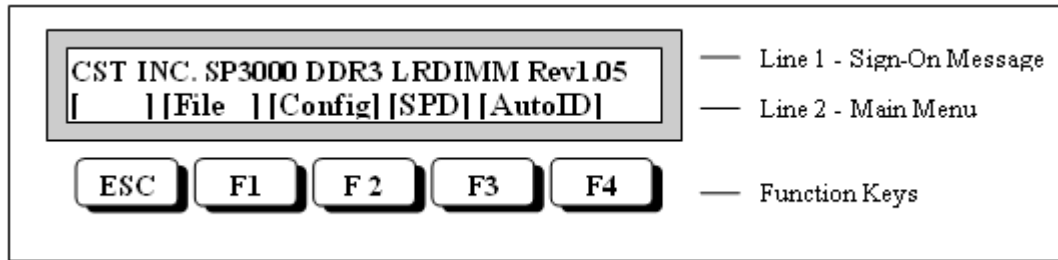 CST INC. SP3000 DDR3 LRDIMM Rev1.05
[ ] [File ] [Config] [SPD] [AutoID]
ESC F1 F 2 F3 F4
Line 1 - Sign-On Message
Line 2 - Main Menu
Function Keys